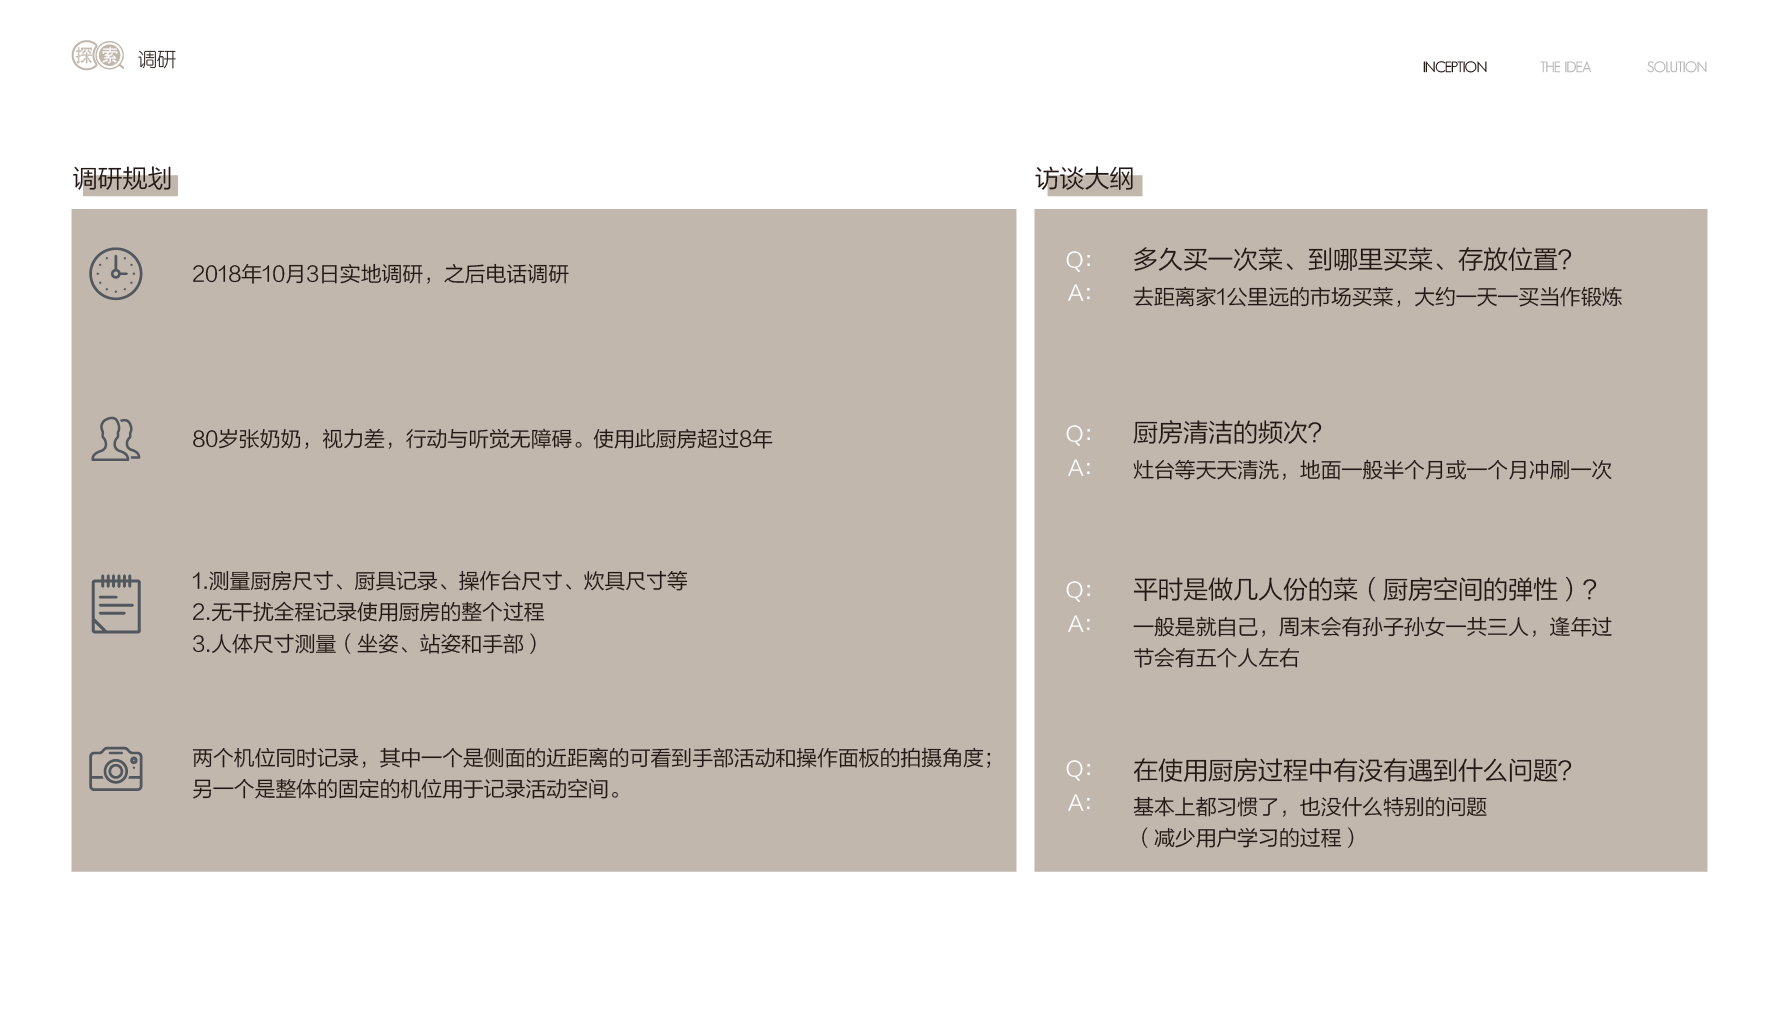 探索 调研
INCEPTION THE IDEA SOLUTION
调研规划
2018年10月3日实地调研，之后电话调研
80岁张奶奶，视力差，行动与听觉无障碍。使用此厨房超过8年
1.测量厨房尺寸、厨具记录、操作台尺寸、炊具尺寸等
2.无干扰全程记录使用厨房的整个过程
3.人体尺寸测量（坐姿、站姿和手部）
两个机位同时记录，其中一个是侧面的近距离的可看到手部活动和操作面板的拍摄角度；
另一个是整体的固定的机位用于记录活动空间。
访谈大纲
Q: 多久买一次菜、到哪里买菜、存放位置?
A: 去距离家1公里远的市场买菜，大约一天一买当作锻炼
Q: 厨房清洁的频次?
A: 灶台等天天清洗，地面一般半个月或一个月冲刷一次
Q: 平时是做几人份的菜（厨房空间的弹性）?
A: 一般是就自己，周末会有孙子孙女一共三人，逢年过
节会有五个人左右
Q: 在使用厨房过程中有没有遇到什么问题?
A: 基本上都习惯了，也没什么特别的问题
（减少用户学习的过程）